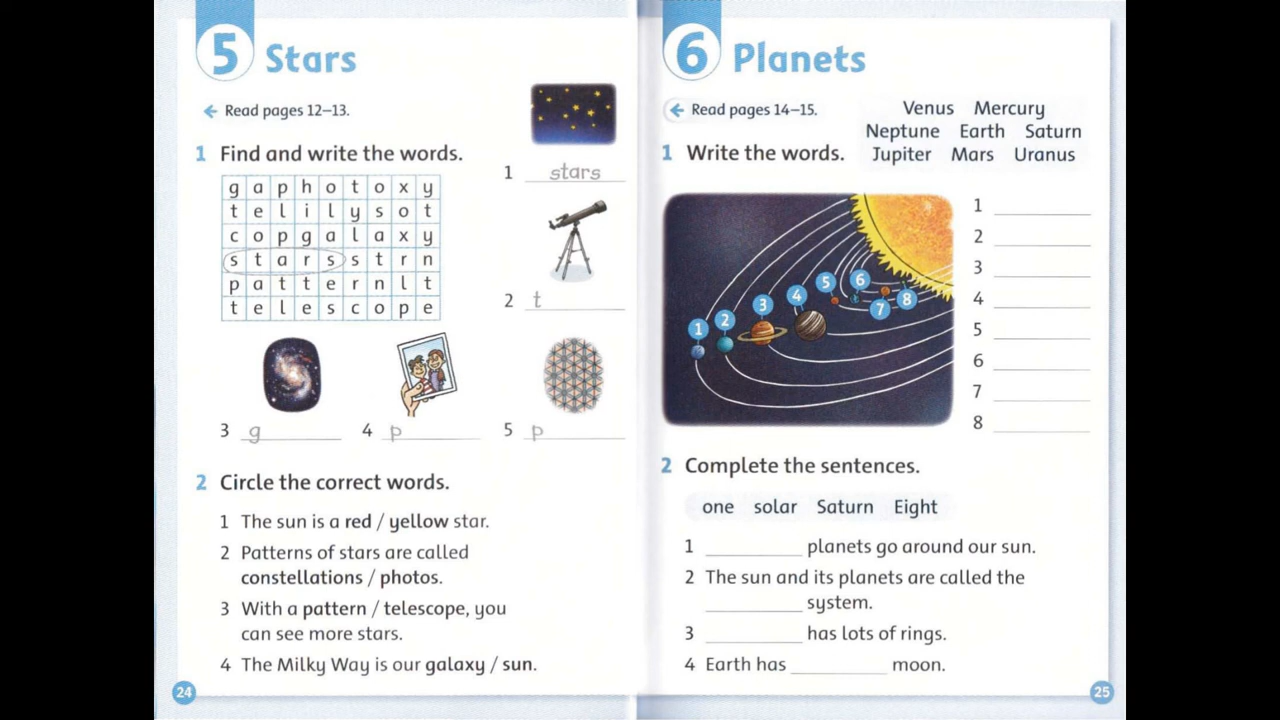 5 Stars
← Read pages 12–13.
1 Find and write the words.
g a p h o t o x y
t e l i l y s o t
c o p g a l a x y
s t a r s s t r n
p a t t e r n l t
t e l e s c o p e
1 stars
2 t
3 g
4 p
5 p
2 Circle the correct words.
1 The sun is a red / yellow star.
2 Patterns of stars are called
constellations / photos.
3 With a pattern / telescope, you
can see more stars.
4 The Milky Way is our galaxy / sun.
24
6 Planets
← Read pages 14–15.
Venus Mercury
Neptune Earth Saturn
Jupiter Mars Uranus
1 Write the words.
1
2
3
4
5
6
7
8
1
2
3
4
5
6
7
8
2 Complete the sentences.
one solar Saturn Eight
1 __________ planets go around our sun.
2 The sun and its planets are called the
__________ system.
3 __________ has lots of rings.
4 Earth has __________ moon.
25